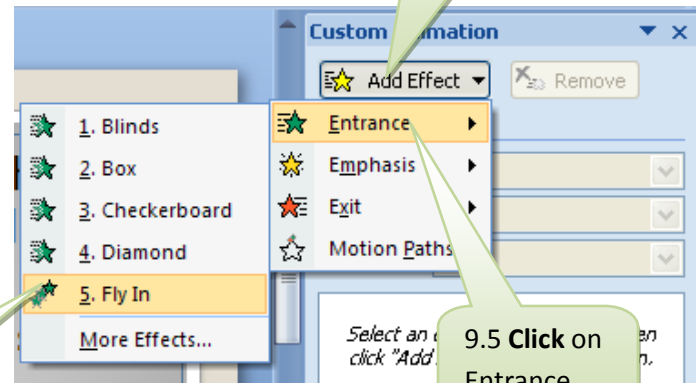 Custom mation
Add Effect
Remove
1. Blinds
2. Box
3. Checkerboard
4. Diamond
5. Fly In
More Effects...
Entrance
Emphasis
Exit
Motion Paths
Select an
click "Add
9.5 Click on
Entrance